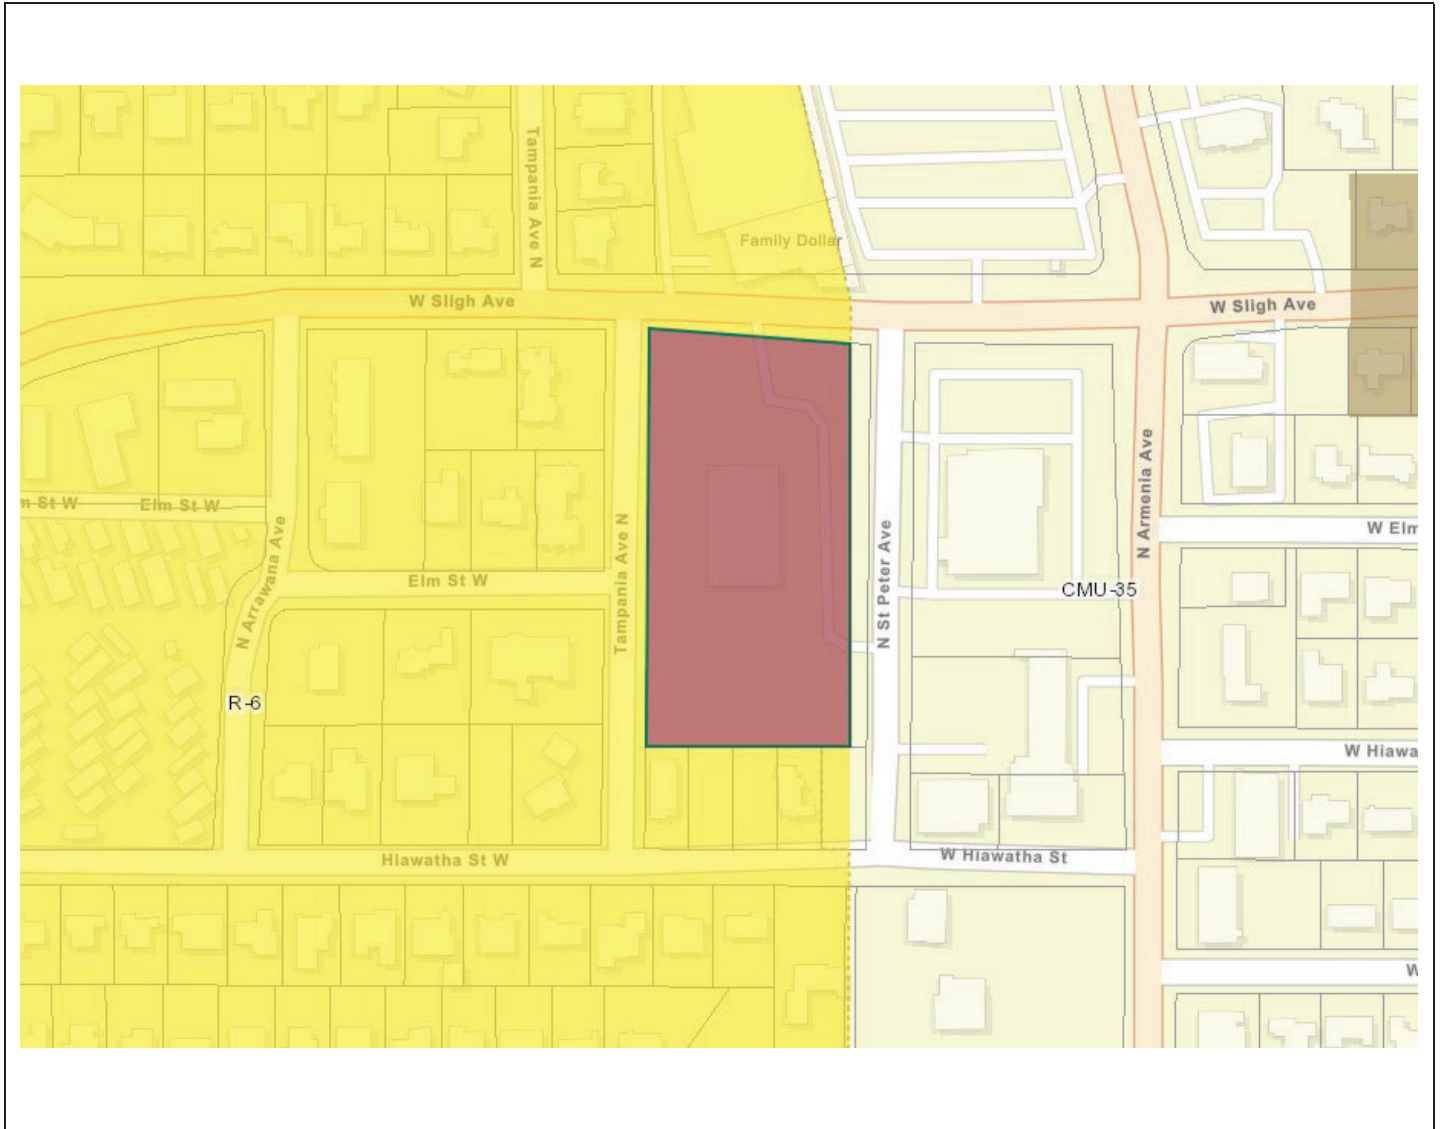 Tampania Ave N
Family Dollar
W Sligh Ave
W Sligh Ave
m St W
Elm St W
N Arrawana Ave
Elm St W
Tampania Ave N
N St Peter Ave
N Armenia Ave
W Elm
CMU-35
R-6
W Hiawa
Hiawatha St W
W Hiawatha St
W